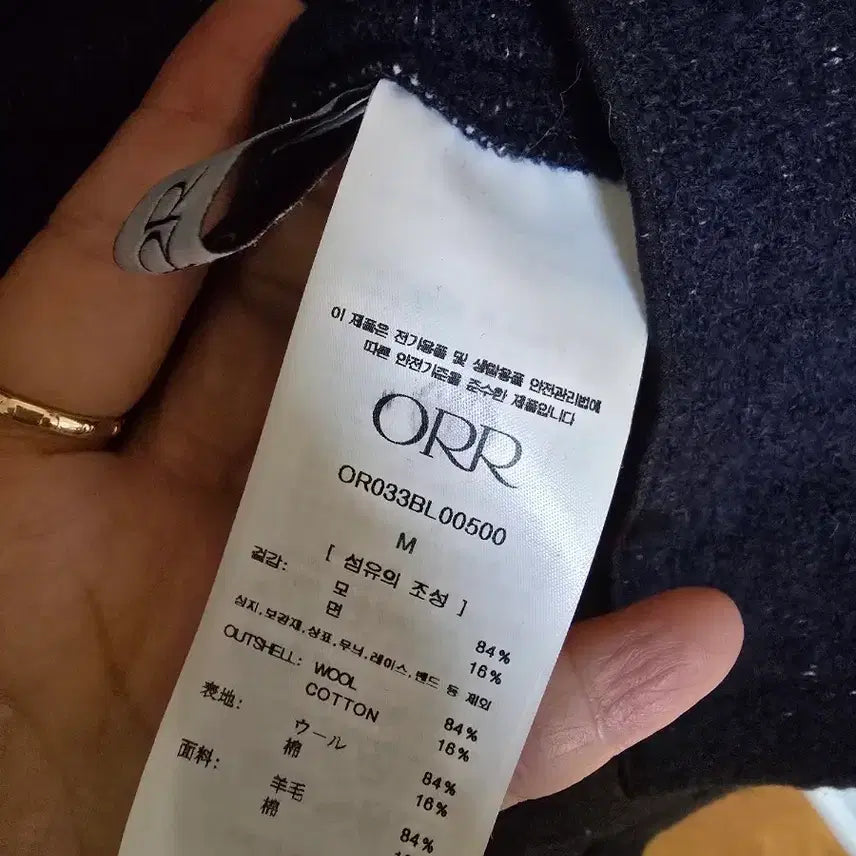 이 제품은 전기용품 및 생활용품 안전관리법에
따른 안전기준을 준수한 제품입니다
ORR
OR033BL00500
M
[ 섬유의 조성 ]
겉감:
모 84%
면 16%
심지,보강재,상표,무늬,레이스,밴드 등 제외
OUTSHELL: WOOL 84%
COTTON 16%
表地: ウール 84%
棉 16%
面料: 羊毛 84%
棉